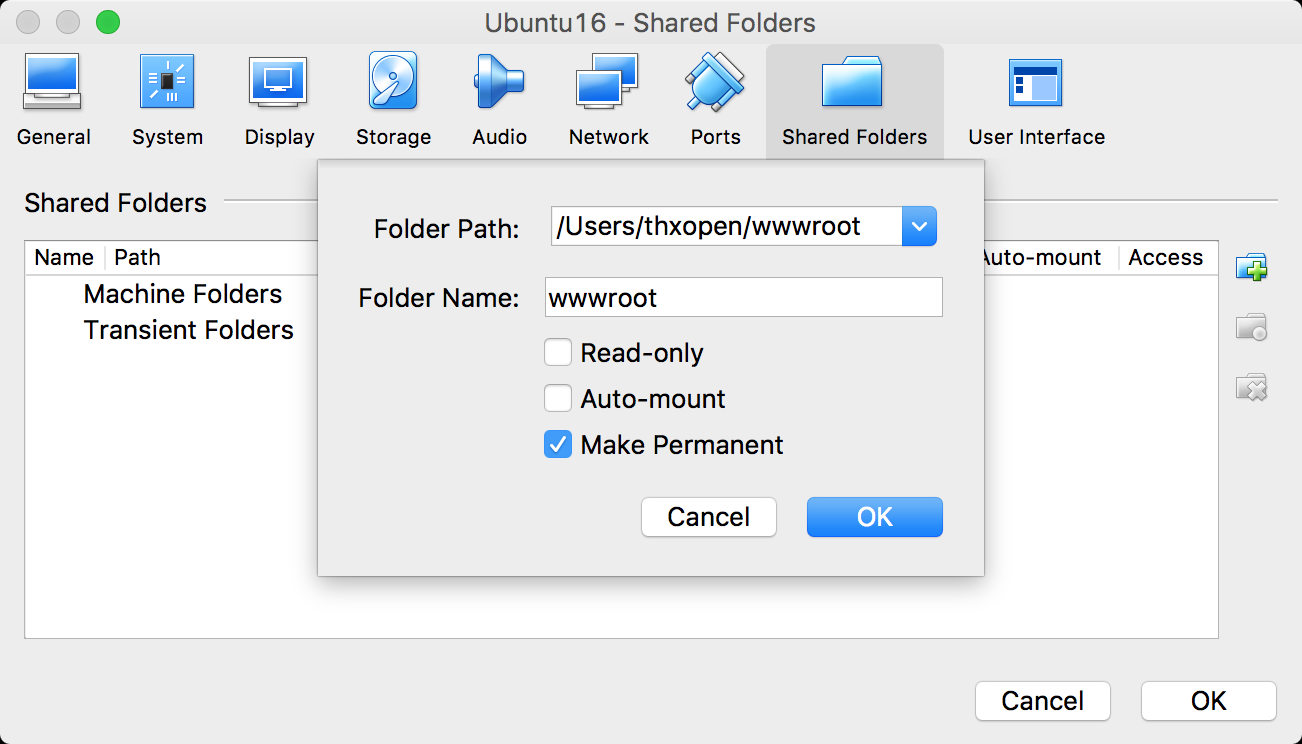 Ubuntu16 - Shared Folders
General System Display Storage Audio Network Ports Shared Folders User Interface
Shared Folders
Folder Path: /Users/thxopen/wwwroot
Name Path Auto-mount Access
Machine Folders
Folder Name: wwwroot
Transient Folders
Read-only
Auto-mount
Make Permanent
Cancel OK
Cancel OK